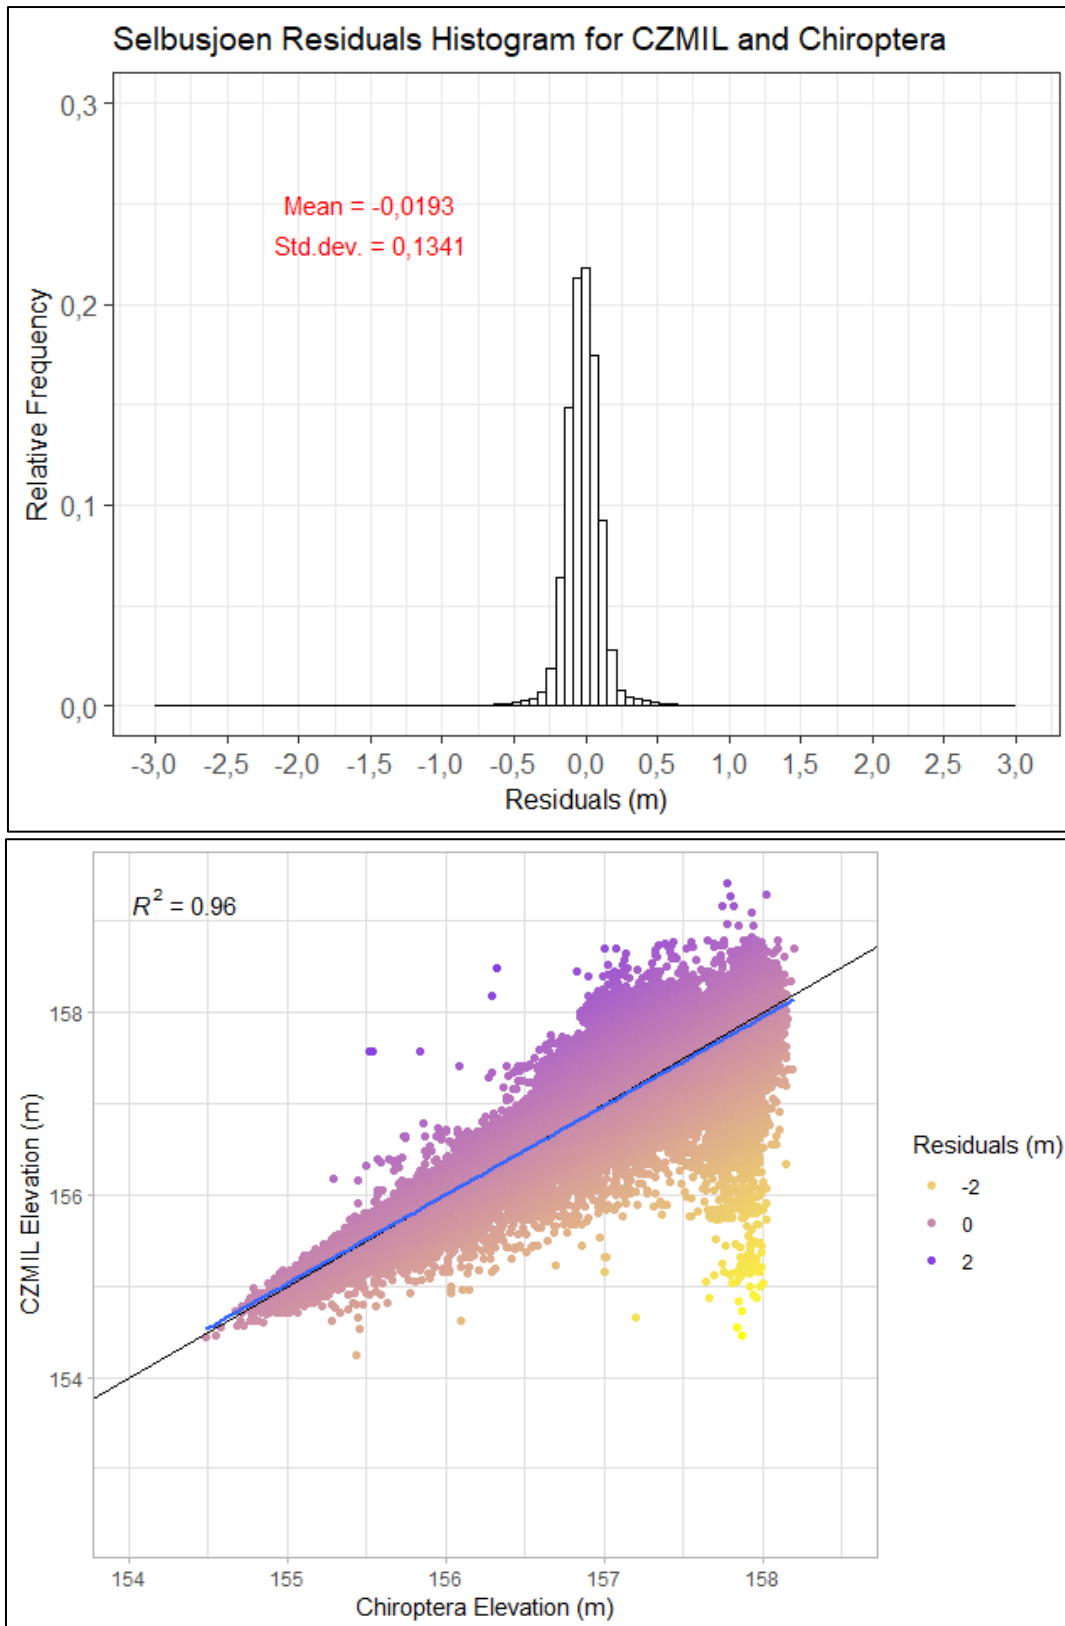 Selbusjoen Residuals Histogram for CZMIL and Chiroptera
0,3
Mean = -0,0193
Std.dev. = 0,1341
0,2
Relative Frequency
0,1
0,0
-3,0 -2,5 -2,0 -1,5 -1,0 -0,5 0,0 0,5 1,0 1,5 2,0 2,5 3,0
Residuals (m)
R² = 0.96
158
CZMIL Elevation (m)
156
154
Residuals (m)
-2
0
2
154 155 156 157 158
Chiroptera Elevation (m)